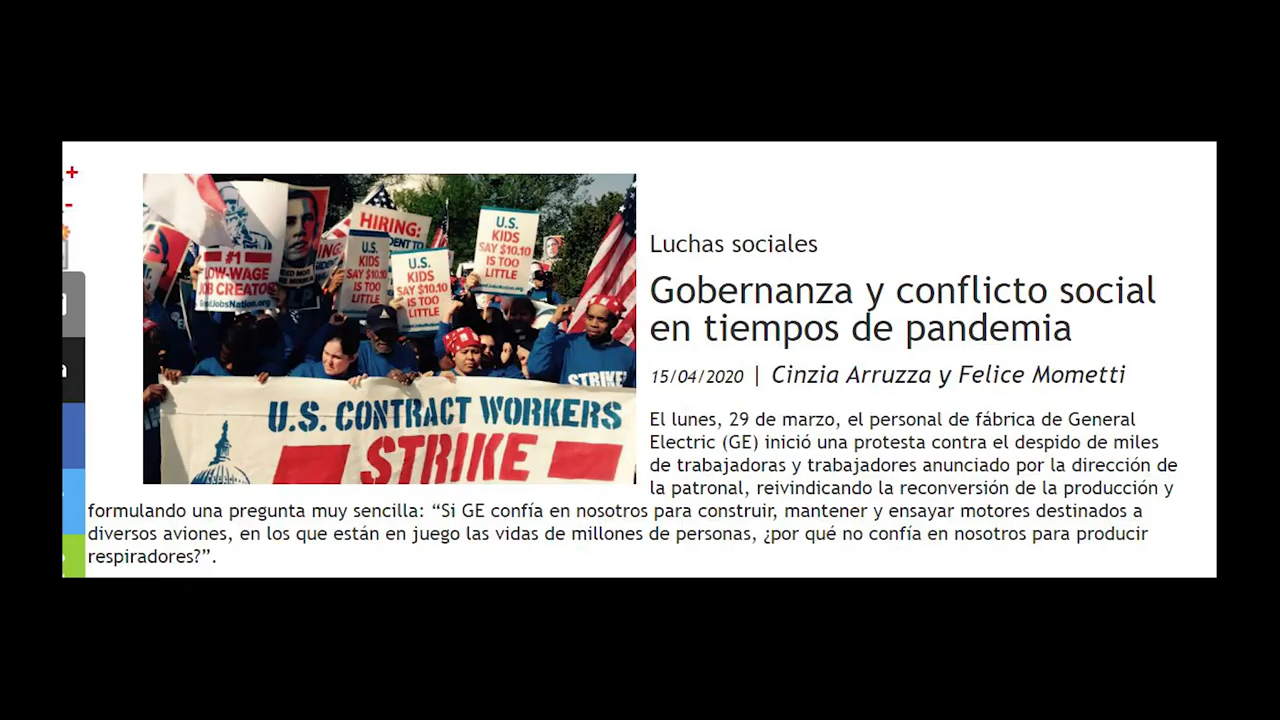 +
-
HIRING:
U.S.
KIDS
SAY $10.10
IS TOO
LITTLE
U.S.
KIDS
SAY $10.10
IS TOO
LITTLE
U.S.
KIDS
SAY $10.10
IS TOO
LITTLE
#1
LOW-WAGE
JOB CREATOR
STRIKE!
U.S. CONTRACT WORKERS
STRIKE
Luchas sociales
Gobernanza y conflicto social
en tiempos de pandemia
15/04/2020 | Cinzia Arruzza y Felice Mometti
El lunes, 29 de marzo, el personal de fábrica de General
Electric (GE) inició una protesta contra el despido de miles
de trabajadoras y trabajadores anunciado por la dirección de
la patronal, reivindicando la reconversión de la producción y
formulando una pregunta muy sencilla: “Si GE confía en nosotros para construir, mantener y ensayar motores destinados a
diversos aviones, en los que están en juego las vidas de millones de personas, ¿por qué no confía en nosotros para producir
respiradores?”.